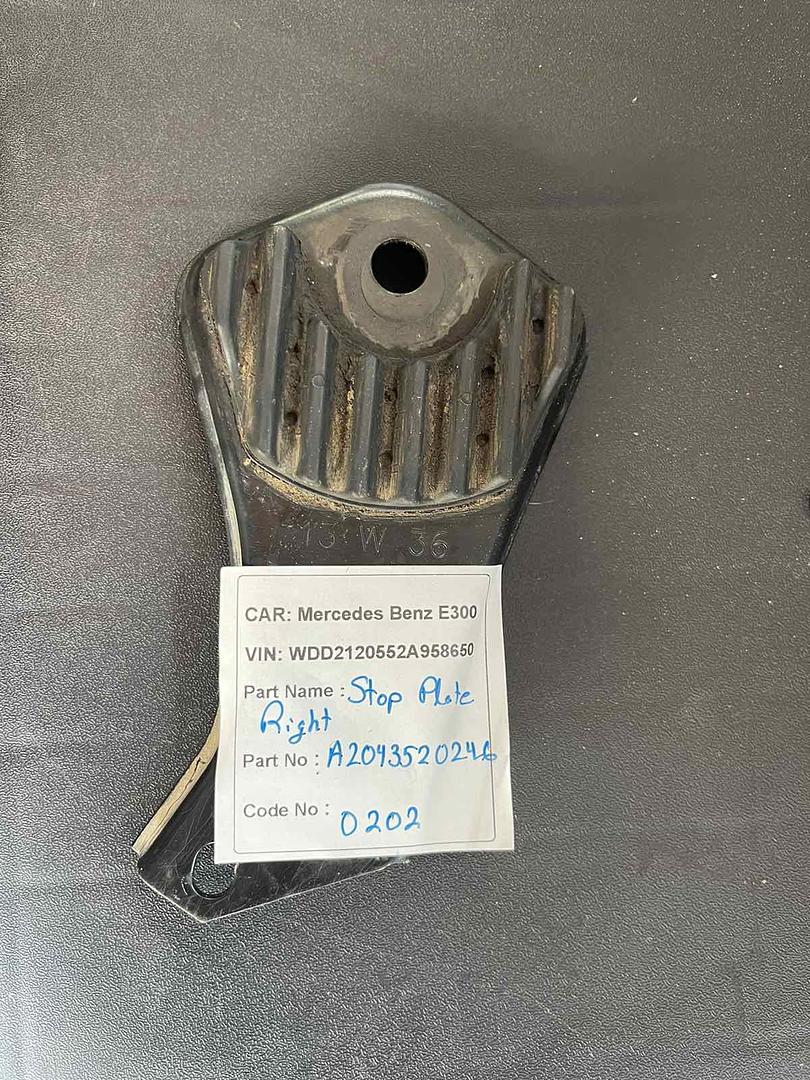 13 W 36
CAR: Mercedes Benz E300
VIN: WDD2120552A958650
Part Name : Stop Plate
Right
Part No : A2043520246
Code No : 0202